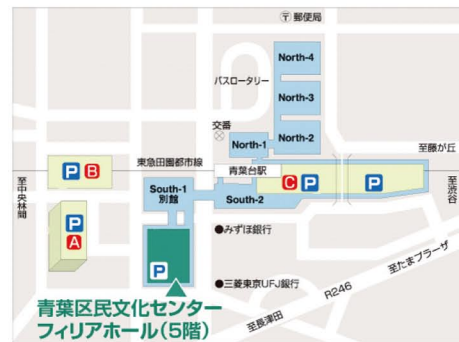 〒郵便局
North-4
バスロータリー
North-3
交番
North-1
North-2
至藤が丘
東急田園都市線
青葉台駅
P B
C P
P
至中央林間
South-1
別館
South-2
至渋谷
P
A
●みずほ銀行
P
●三菱東京UFJ銀行
至たまプラーザ
R246
至長津田
青葉区民文化センター
フィリアホール(5階)